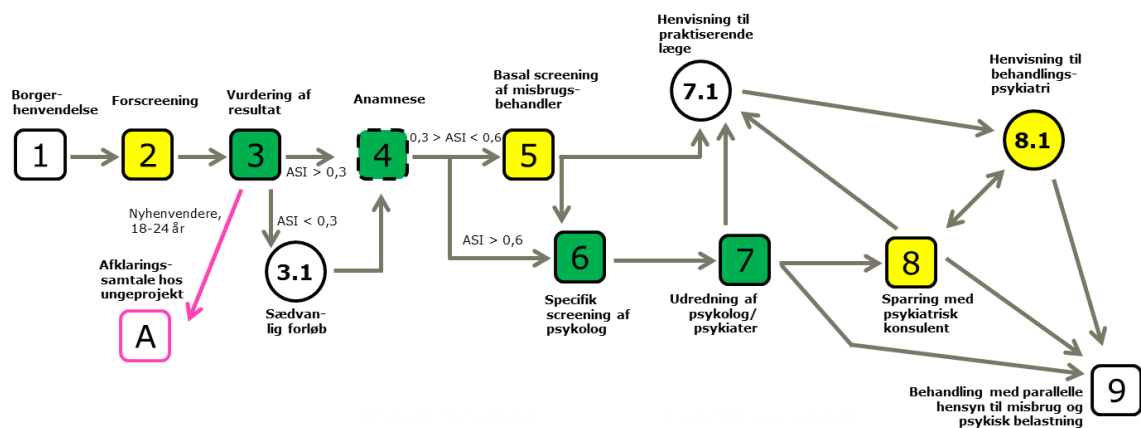 Borger-
henvendelse
1
Forscreening
2
Vurdering af
resultat
3
ASI > 0,3
ASI < 0,3
Nyhenvendere,
18-24 år
Afklarings-
samtale hos
ungeprojekt
A
3.1
Sædvan-
lig forløb
Anamnese
4
0,3 > ASI < 0,6
ASI > 0,6
Basal screening
af misbrugs-
behandler
5
6
Specifik
screening af
psykolog
Henvisning til
praktiserende
læge
7.1
7
Udredning af
psykolog/
psykiater
8
Sparring med
psykiatrisk
konsulent
Henvisning til
behandlings-
psykiatri
8.1
9
Behandling med parallelle
hensyn til misbrug og
psykisk belastning